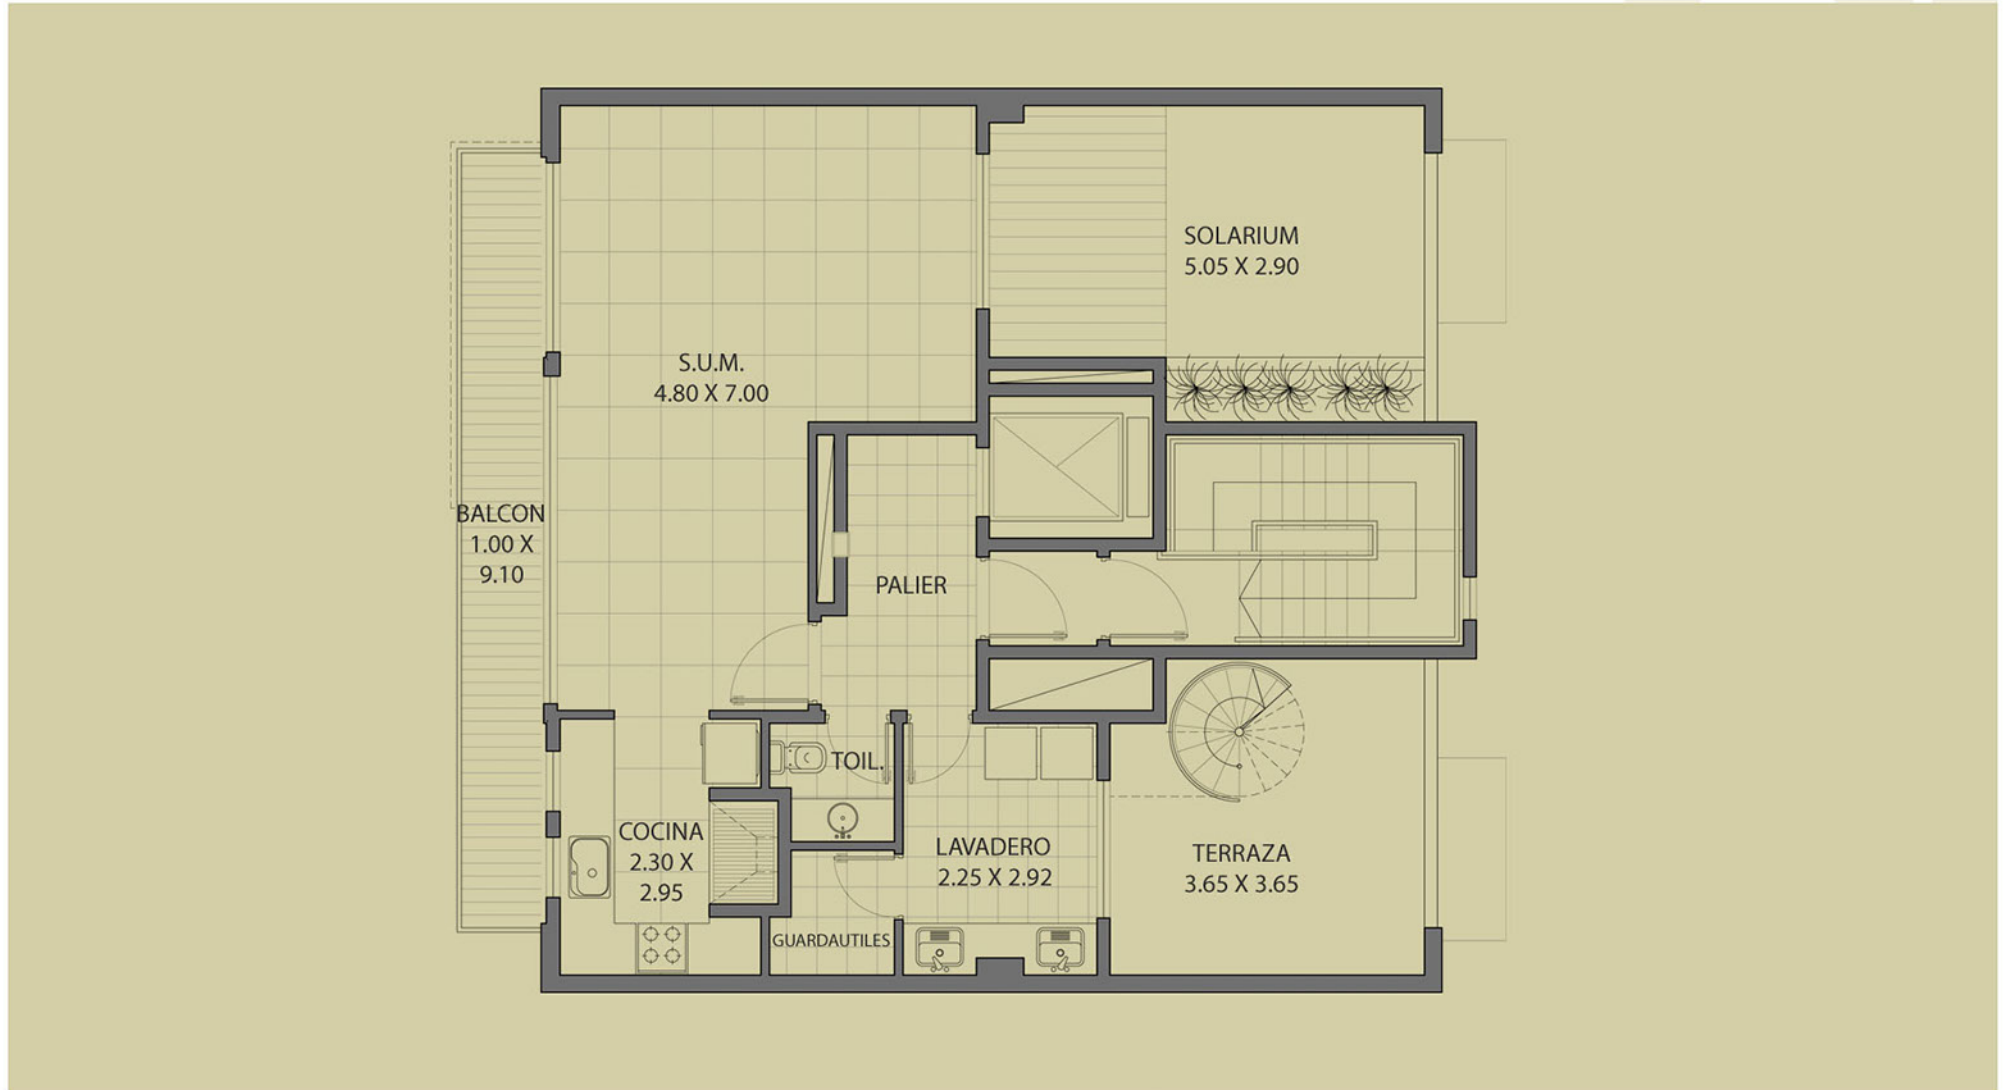 SOLARIUM
5.05 X 2.90
S.U.M.
4.80 X 7.00
BALCON
1.00 X
9.10
PALIER
TOIL.
COCINA
2.30 X
2.95
LAVADERO
2.25 X 2.92
TERRAZA
3.65 X 3.65
GUARDAUTILES